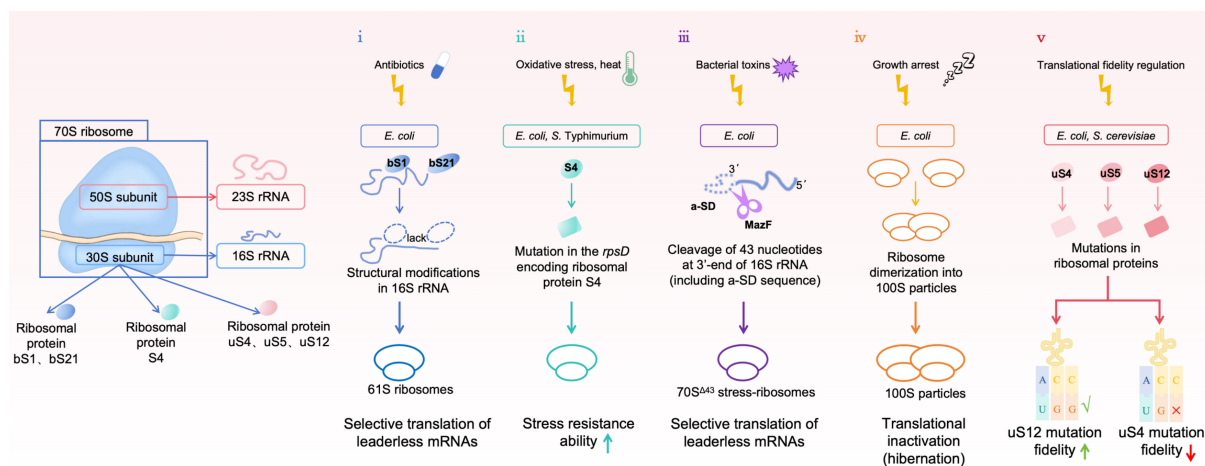 70S ribosome
50S subunit
23S rRNA
30S subunit
16S rRNA
Ribosomal
protein
bS1、bS21
Ribosomal
protein
S4
Ribosomal protein
uS4、uS5、uS12
i
Antibiotics
E. coli
bS1
bS21
lack
Structural modifications
in 16S rRNA
61S ribosomes
Selective translation of
leaderless mRNAs
ii
Oxidative stress, heat
E. coli, S. Typhimurium
S4
Mutation in the rpsD
encoding ribosomal
protein S4
Stress resistance
ability ↑
iii
Bacterial toxins
E. coli
3′
5′
a-SD
MazF
Cleavage of 43 nucleotides
at 3′-end of 16S rRNA
(including a-SD sequence)
70SΔ43 stress-ribosomes
Selective translation of
leaderless mRNAs
iv
Growth arrest
zzZZ
E. coli
Ribosome
dimerization into
100S particles
100S particles
Translational
inactivation
(hibernation)
v
Translational fidelity regulation
E. coli, S. cerevisiae
uS4
uS5
uS12
Mutations in
ribosomal proteins
A C C
U G G √
uS12 mutation
fidelity ↑
A C C
U G ×
uS4 mutation
fidelity ↓